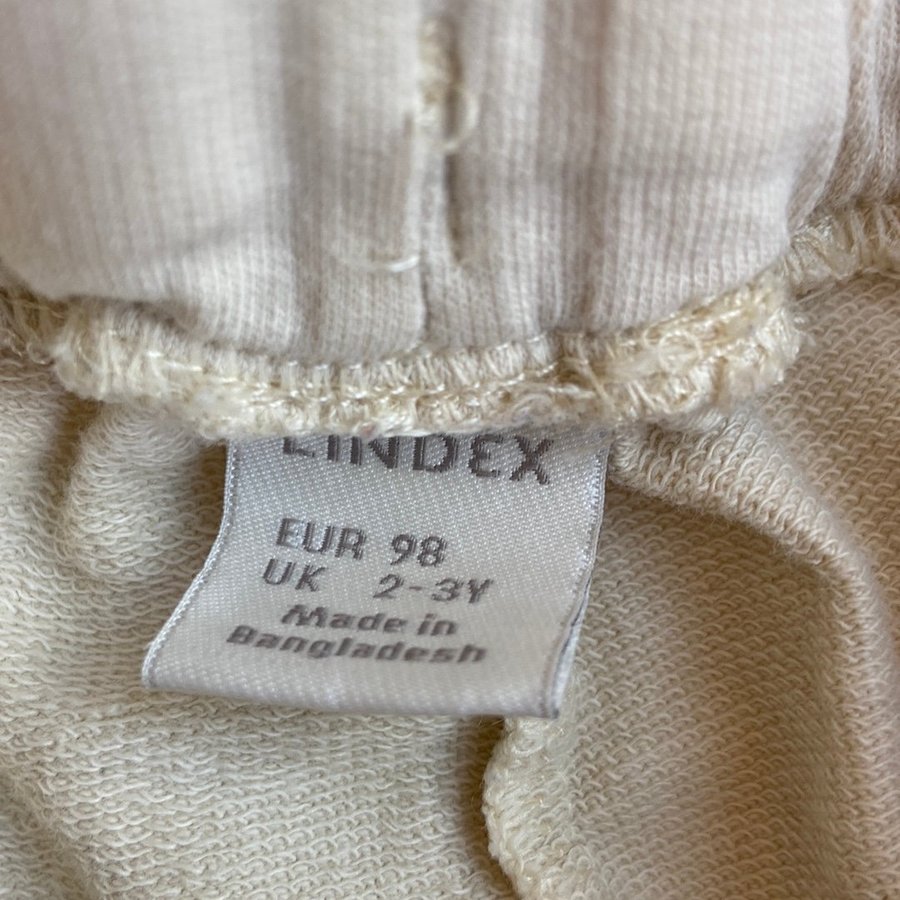 LINDEX
EUR 98
UK 2-3Y
Made in
Bangladesh